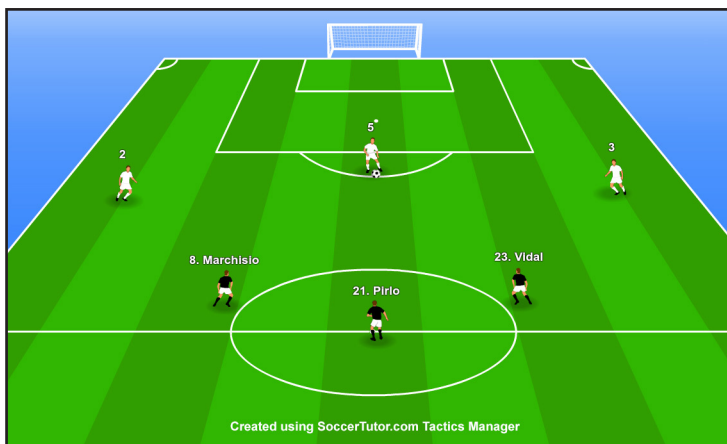 5
2
3
8. Marchisio
23. Vidal
21. Pirlo
Created using SoccerTutor.com Tactics Manager